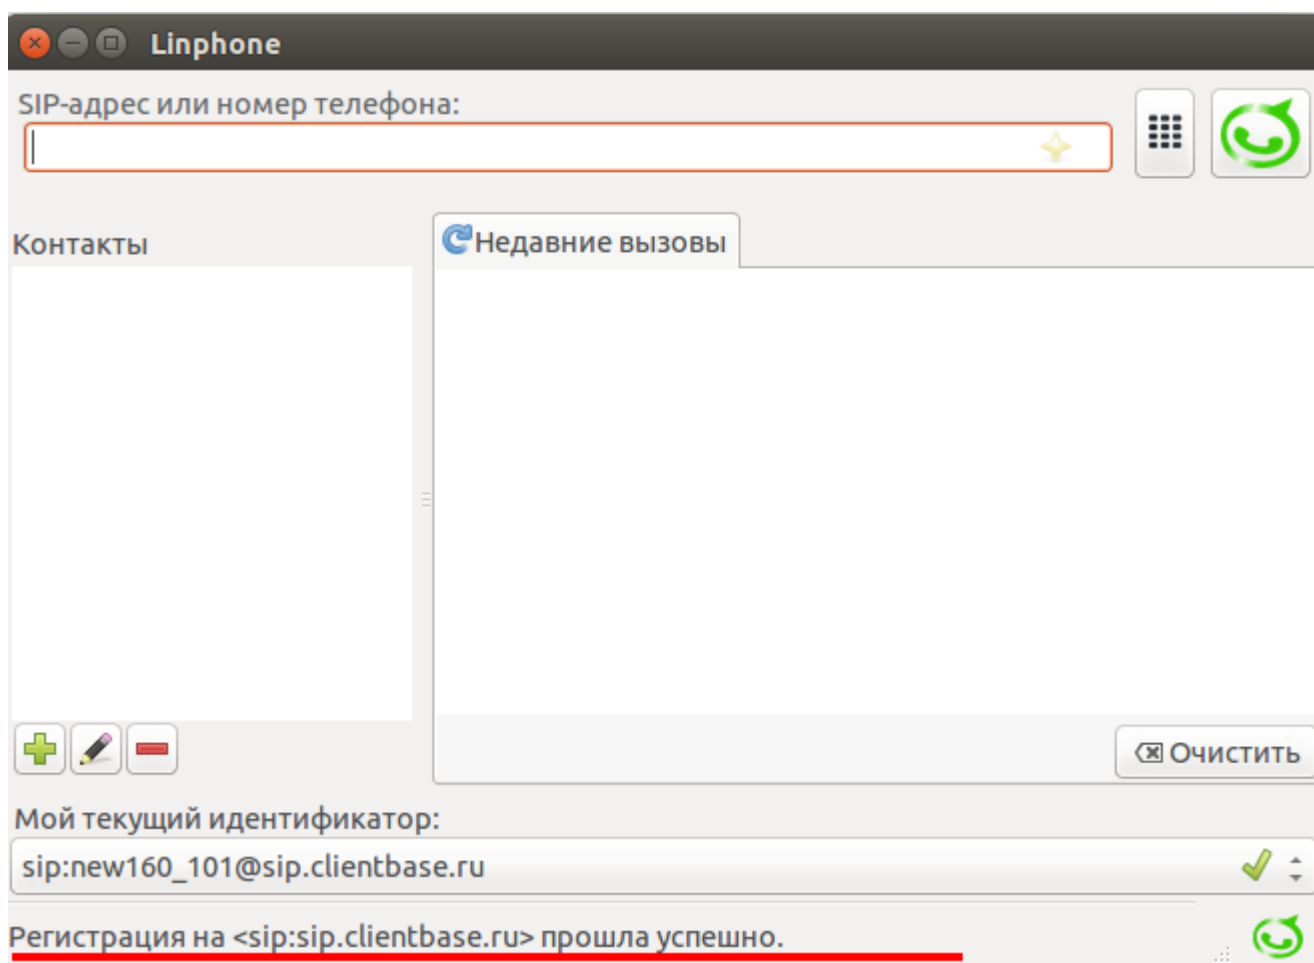 Linphone
SIP-адрес или номер телефона:
Контакты
Недавние вызовы
Очистить
Мой текущий идентификатор:
sip:new160_101@sip.clientbase.ru
Регистрация на <sip:sip.clientbase.ru> прошла успешно.